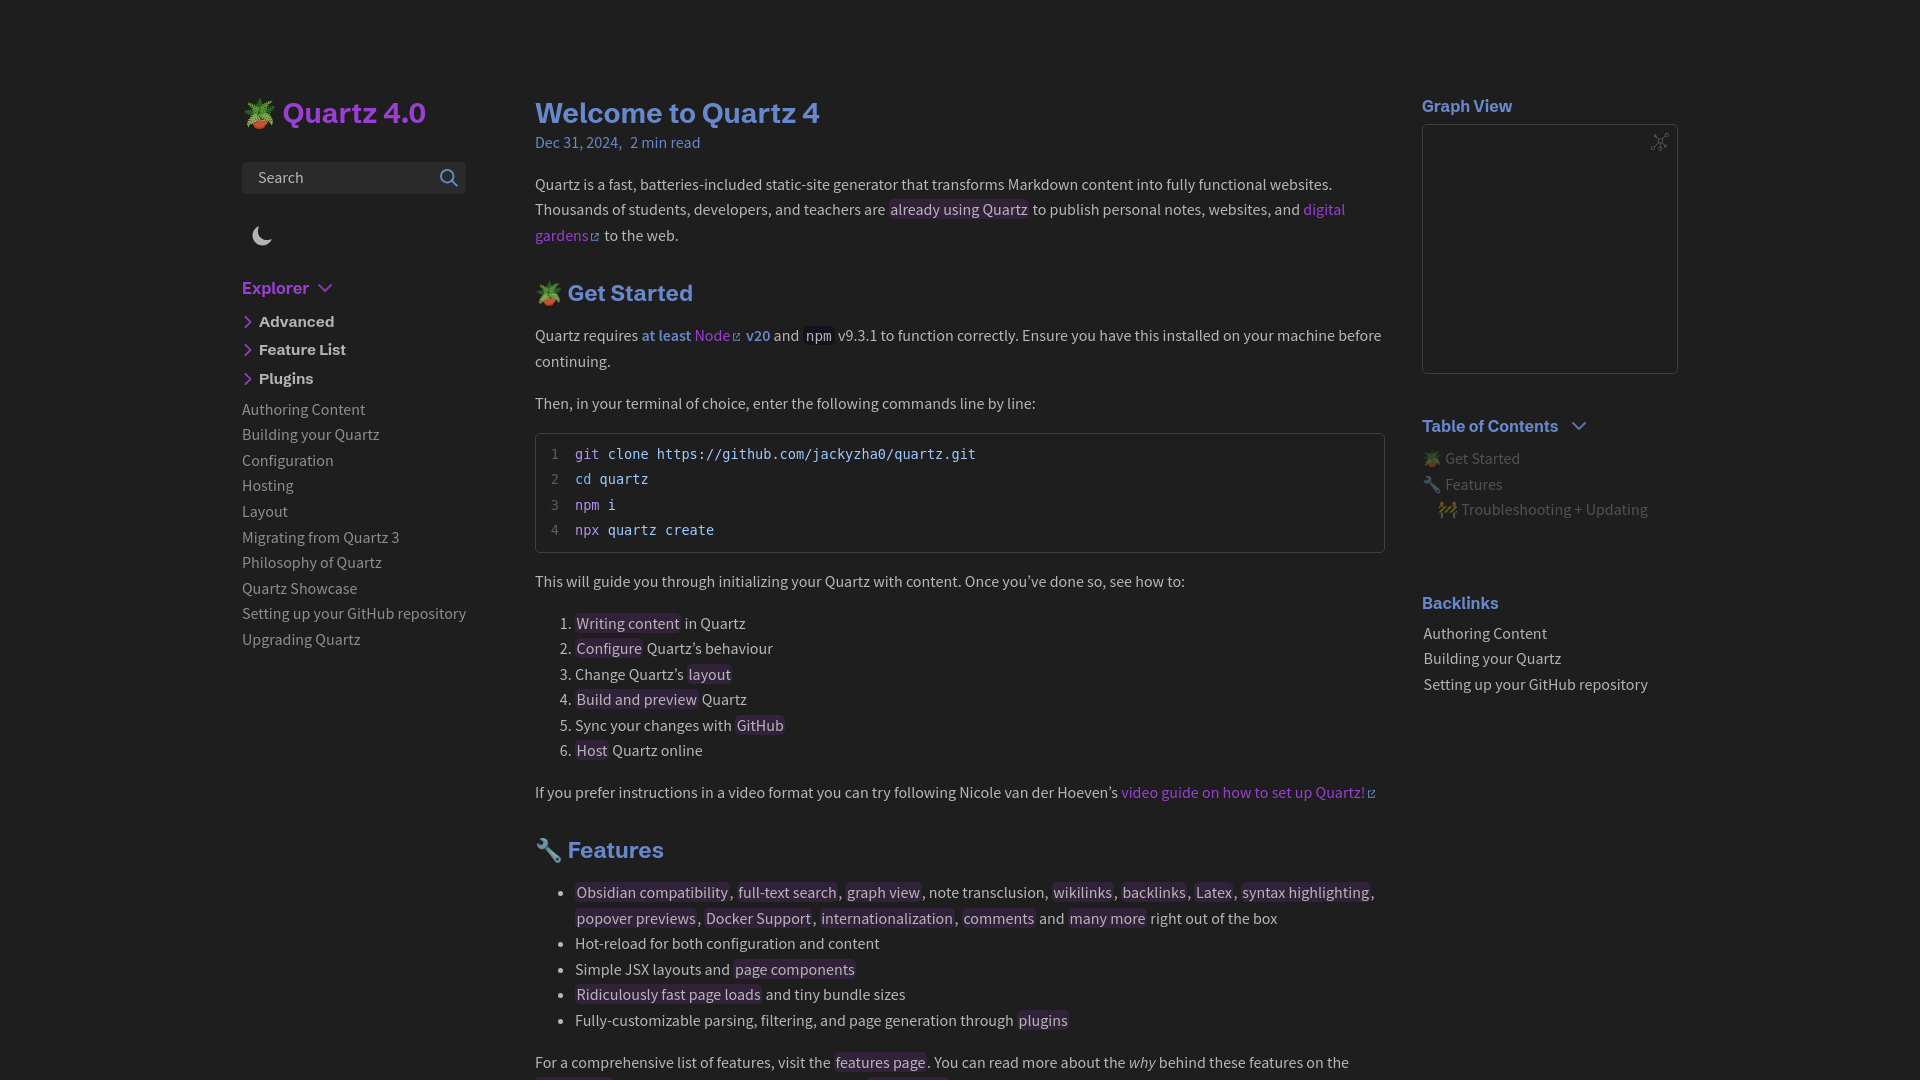 🪴 Quartz 4.0
Search
Explorer
Advanced
Feature List
Plugins
Authoring Content
Building your Quartz
Configuration
Hosting
Layout
Migrating from Quartz 3
Philosophy of Quartz
Quartz Showcase
Setting up your GitHub repository
Upgrading Quartz
Welcome to Quartz 4
Dec 31, 2024, 2 min read
Quartz is a fast, batteries-included static-site generator that transforms Markdown content into fully functional websites.
Thousands of students, developers, and teachers are already using Quartz to publish personal notes, websites, and digital
gardens to the web.
🪴 Get Started
Quartz requires at least Node v20 and npm v9.3.1 to function correctly. Ensure you have this installed on your machine before
continuing.
Then, in your terminal of choice, enter the following commands line by line:
1 git clone https://github.com/jackyzha0/quartz.git
2 cd quartz
3 npm i
4 npx quartz create
This will guide you through initializing your Quartz with content. Once you’ve done so, see how to:
1. Writing content in Quartz
2. Configure Quartz’s behaviour
3. Change Quartz’s layout
4. Build and preview Quartz
5. Sync your changes with GitHub
6. Host Quartz online
If you prefer instructions in a video format you can try following Nicole van der Hoeven’s video guide on how to set up Quartz!
🔧 Features
• Obsidian compatibility, full-text search, graph view, note transclusion, wikilinks, backlinks, Latex, syntax highlighting,
popover previews, Docker Support, internationalization, comments and many more right out of the box
• Hot-reload for both configuration and content
• Simple JSX layouts and page components
• Ridiculously fast page loads and tiny bundle sizes
• Fully-customizable parsing, filtering, and page generation through plugins
For a comprehensive list of features, visit the features page. You can read more about the why behind these features on the
Graph View
Table of Contents
🪴 Get Started
🔧 Features
🚧 Troubleshooting + Updating
Backlinks
Authoring Content
Building your Quartz
Setting up your GitHub repository